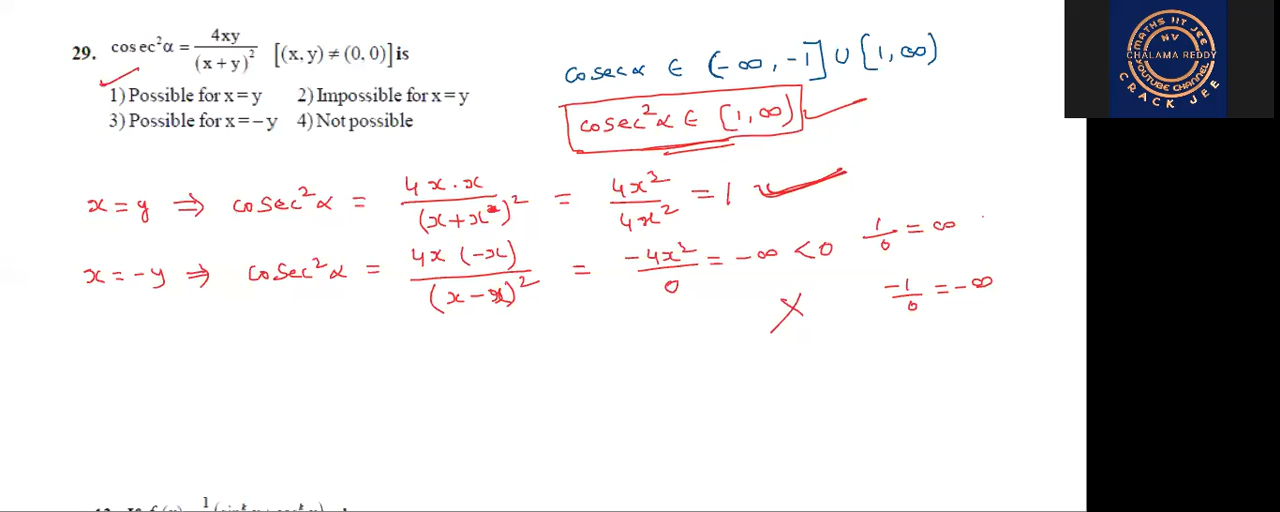 29. cosec²α = 4xy/(x+y)² [(x, y) ≠ (0, 0)] is
1) Possible for x = y 2) Impossible for x = y
3) Possible for x = −y 4) Not possible
cosec α ∈ (-∞, -1] ∪ [1, ∞)
cosec²α ∈ [1, ∞)
x = y ⇒ cosec²α = 4x·x/(x+x)² = 4x²/4x² = 1
x = -y ⇒ cosec²α = 4x(-x)/(x-x)² = -4x²/0 = -∞ < 0
1/0 = ∞
-1/0 = -∞
MATHS IIT JEE
NV
CHALAMA REDDY
YOUTUBE CHANNEL
CRACK JEE